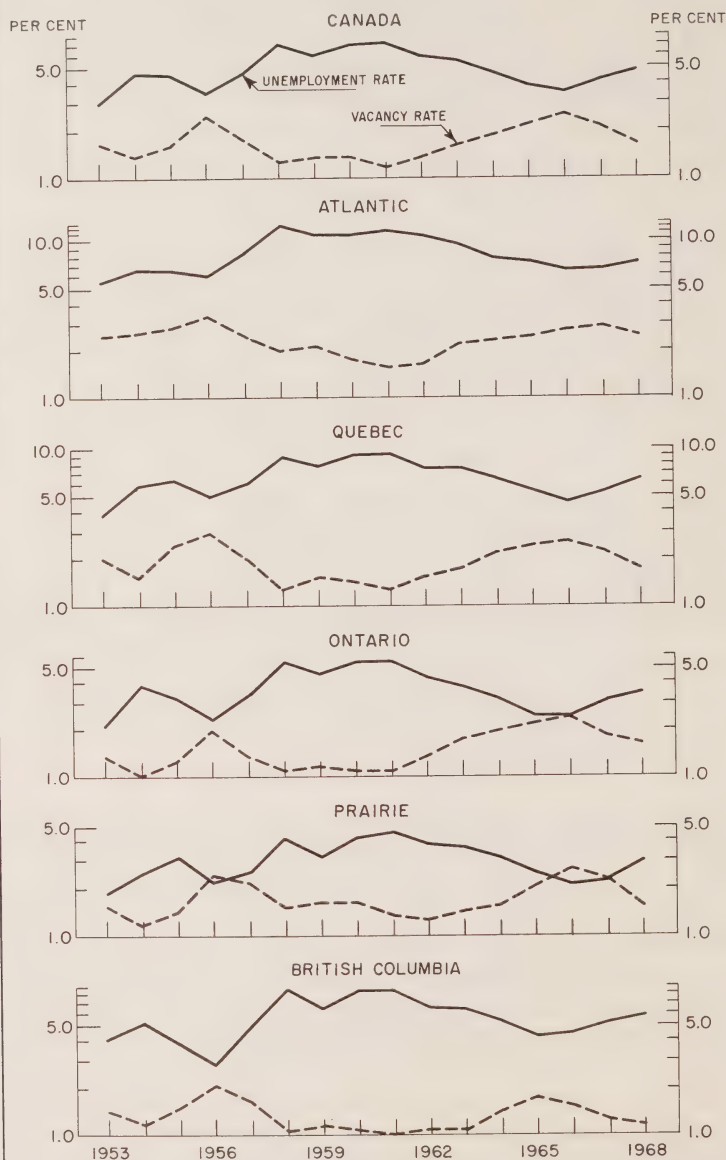 PER CENT CANADA PER CENT
5.0 5.0
UNEMPLOYMENT RATE
VACANCY RATE
1.0 1.0
ATLANTIC
10.0 10.0
5.0 5.0
1.0 1.0
QUEBEC
10.0 10.0
5.0 5.0
1.0 1.0
ONTARIO
5.0 5.0
1.0 1.0
PRAIRIE
5.0 5.0
1.0 1.0
BRITISH COLUMBIA
5.0 5.0
1.0 1.0
1953 1956 1959 1962 1965 1968